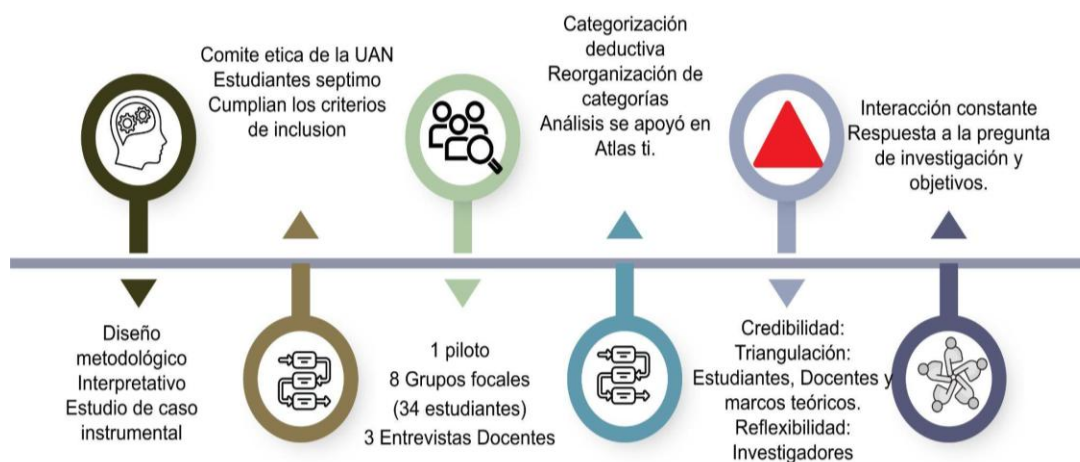 Diseño
metodológico
Interpretativo
Estudio de caso
instrumental
Comite etica de la UAN
Estudiantes septimo
Cumplian los criterios
de inclusion
1 piloto
8 Grupos focales
(34 estudiantes)
3 Entrevistas Docentes
Categorización
deductiva
Reorganización de
categorías
Análisis se apoyó en
Atlas ti.
Credibilidad:
Triangulación:
Estudiantes, Docentes y
marcos teóricos.
Reflexibilidad:
Investigadores
Interacción constante
Respuesta a la pregunta
de investigación y
objetivos.